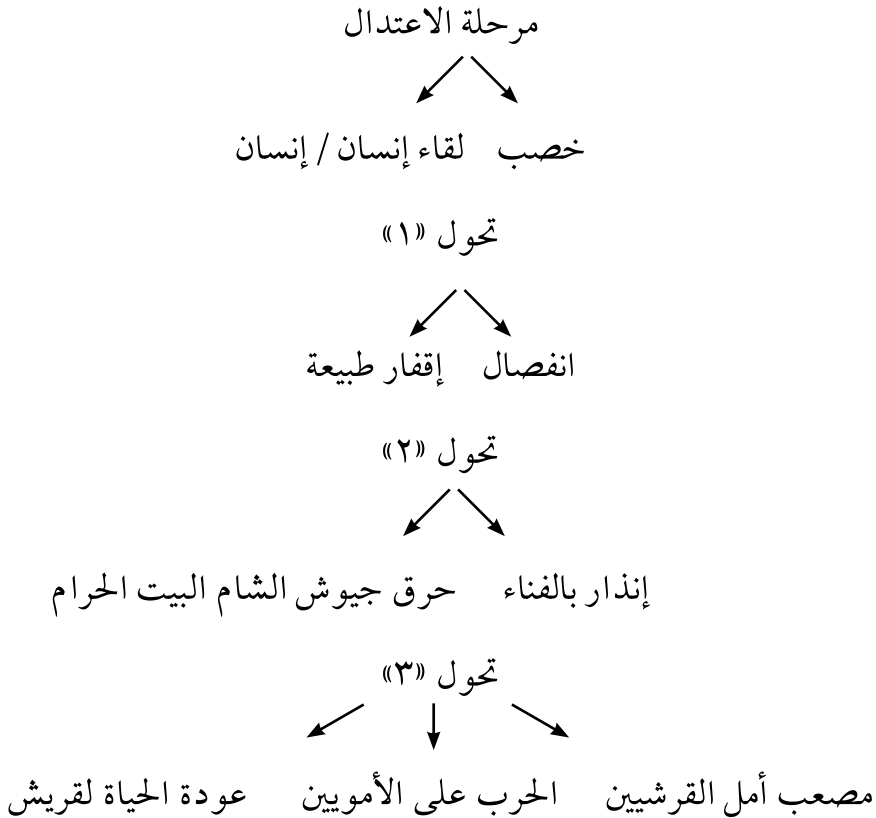 مرحلة الاعتدال
خصب لقاء إنسان / إنسان
تحول «١»
انفصال إقفار طبيعة
تحول «٢»
إنذار بالفناء حرق جيوش الشام البيت الحرام
تحول «٣»
مصعب أمل القرشيين الحرب على الأمويين عودة الحياة لقريش